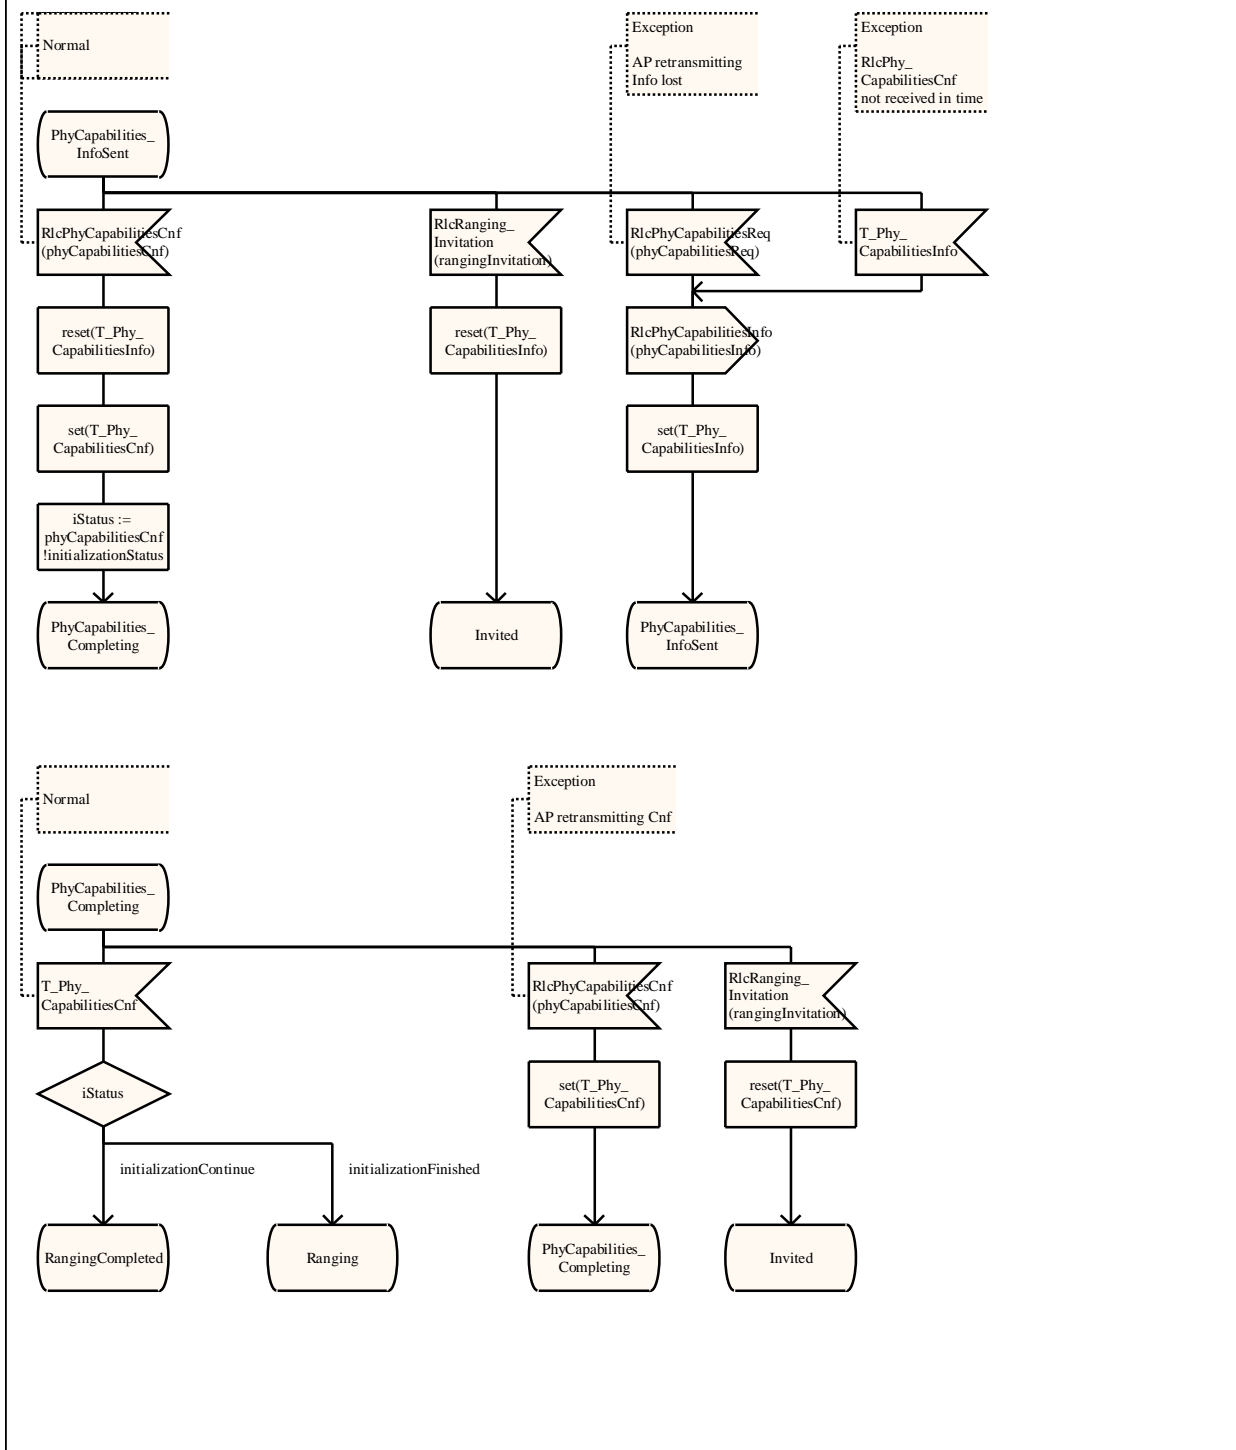 Normal
Exception
AP retransmitting
Info lost
Exception
RlcPhy_
CapabilitiesCnf
not received in time
PhyCapabilities_
InfoSent
RlcPhyCapabilitiesCnf
(phyCapabilitiesCnf)
RlcRanging_
Invitation
(rangingInvitation)
RlcPhyCapabilitiesReq
(phyCapabilitiesReq)
T_Phy_
CapabilitiesInfo
reset(T_Phy_
CapabilitiesInfo)
reset(T_Phy_
CapabilitiesInfo)
RlcPhyCapabilitiesInfo
(phyCapabilitiesInfo)
set(T_Phy_
CapabilitiesCnf)
set(T_Phy_
CapabilitiesInfo)
iStatus :=
phyCapabilitiesCnf
!initializationStatus
PhyCapabilities_
Completing
Invited
PhyCapabilities_
InfoSent
Normal
Exception
AP retransmitting Cnf
PhyCapabilities_
Completing
T_Phy_
CapabilitiesCnf
RlcPhyCapabilitiesCnf
(phyCapabilitiesCnf)
RlcRanging_
Invitation
(rangingInvitation)
iStatus
set(T_Phy_
CapabilitiesCnf)
reset(T_Phy_
CapabilitiesCnf)
initializationContinue
initializationFinished
RangingCompleted
Ranging
PhyCapabilities_
Completing
Invited